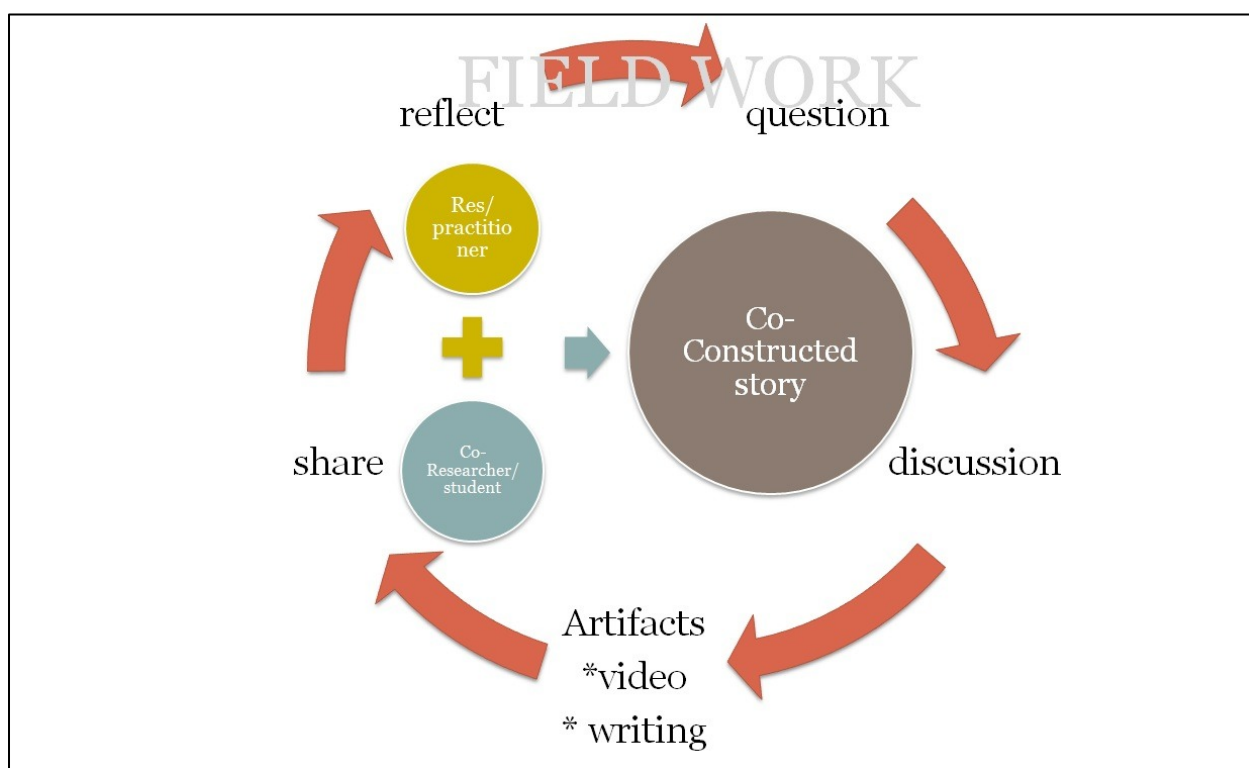 FIELD WORK
reflect
question
Res/
practitio
ner
Co-
Constructed
story
share
Co-
Researcher/
student
discussion
Artifacts
*video
* writing